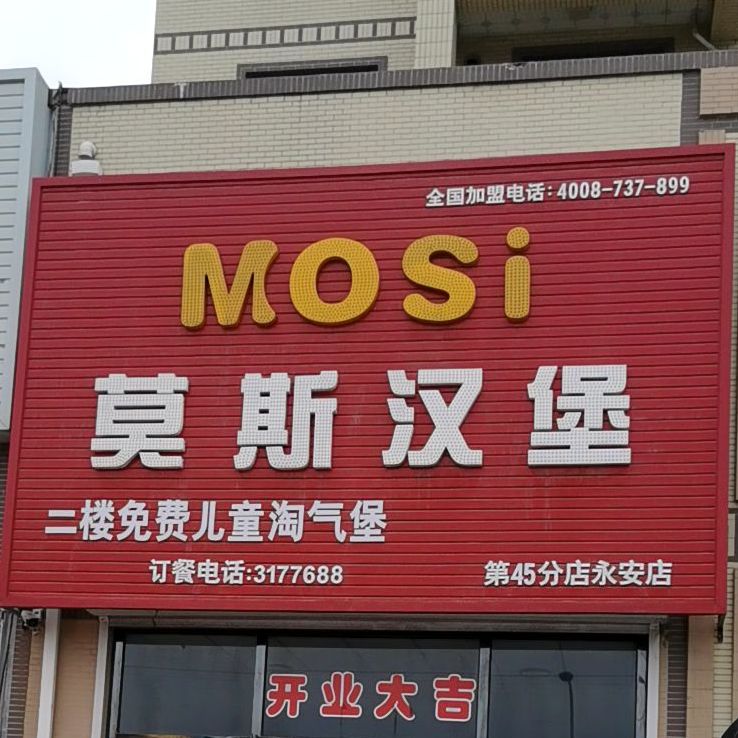 全国加盟电话:4008-737-899
MOSi
莫斯汉堡
二楼免费儿童淘气堡
订餐电话:3177688 第45分店永安店
开业大吉